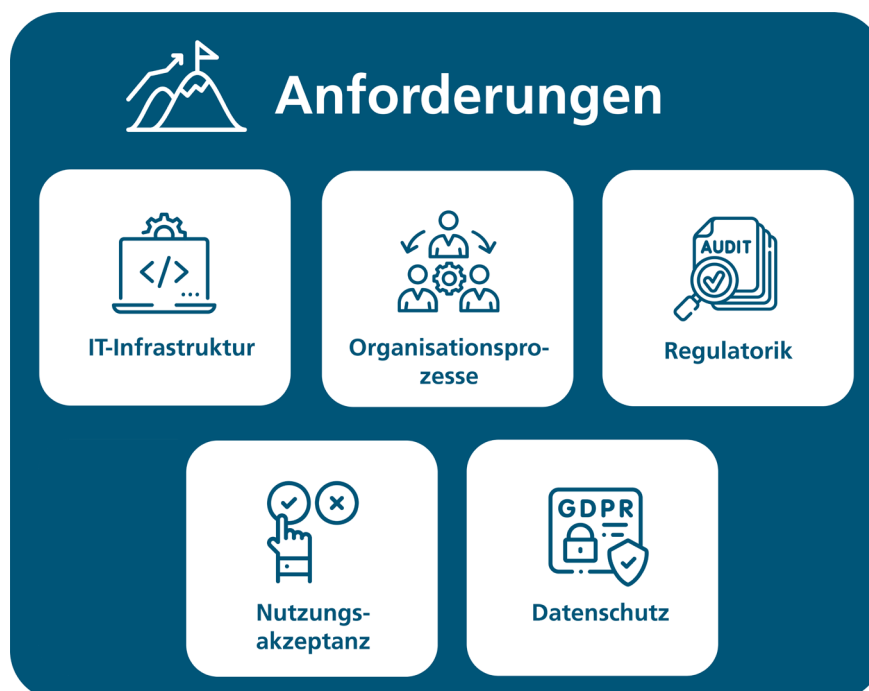 Anforderungen
</>
AUDIT
IT-Infrastruktur
Organisationspro-
zesse
Regulatorik
GDPR
Nutzungs-
akzeptanz
Datenschutz